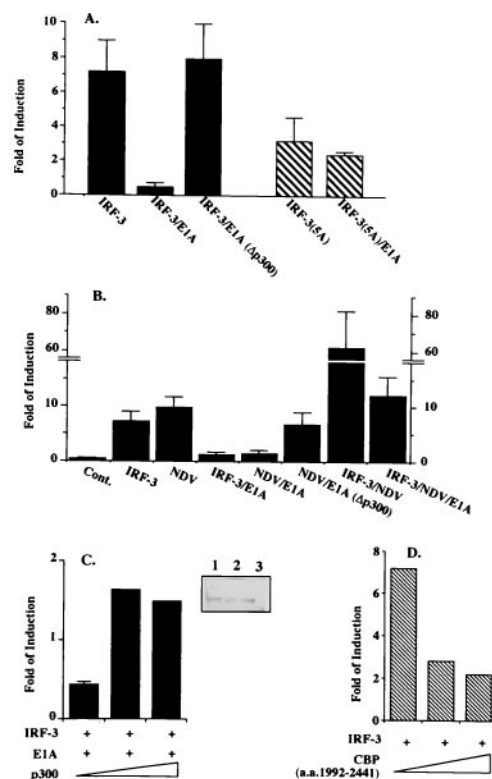 A.
Fold of Induction
10
8
6
4
2
0
IRF-3
IRF-3/E1A
IRF-3/E1A (Δp300)
IRF-3(5A)
IRF-3(5A)/E1A
B.
Fold of Induction
80
60
10
0
80
60
10
0
Cont.
IRF-3
NDV
IRF-3/E1A
NDV/E1A
NDV/E1A (Δp300)
IRF-3/NDV
IRF-3/NDV/E1A
C.
Fold of Induction
2
1
0
IRF-3 + + +
E1A + + +
p300
1 2 3
D.
Fold of Induction
8
6
4
2
0
IRF-3 + + +
CBP
(a.a.1992-2441)